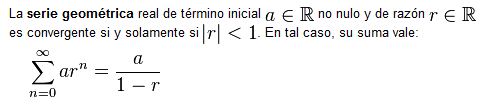 La serie geométrica real de término inicial a ∈ ℝ no nulo y de razón r ∈ ℝ
es convergente si y solamente si |r| < 1. En tal caso, su suma vale:
∑_{n=0}^{∞} ar^n = a / (1 − r)